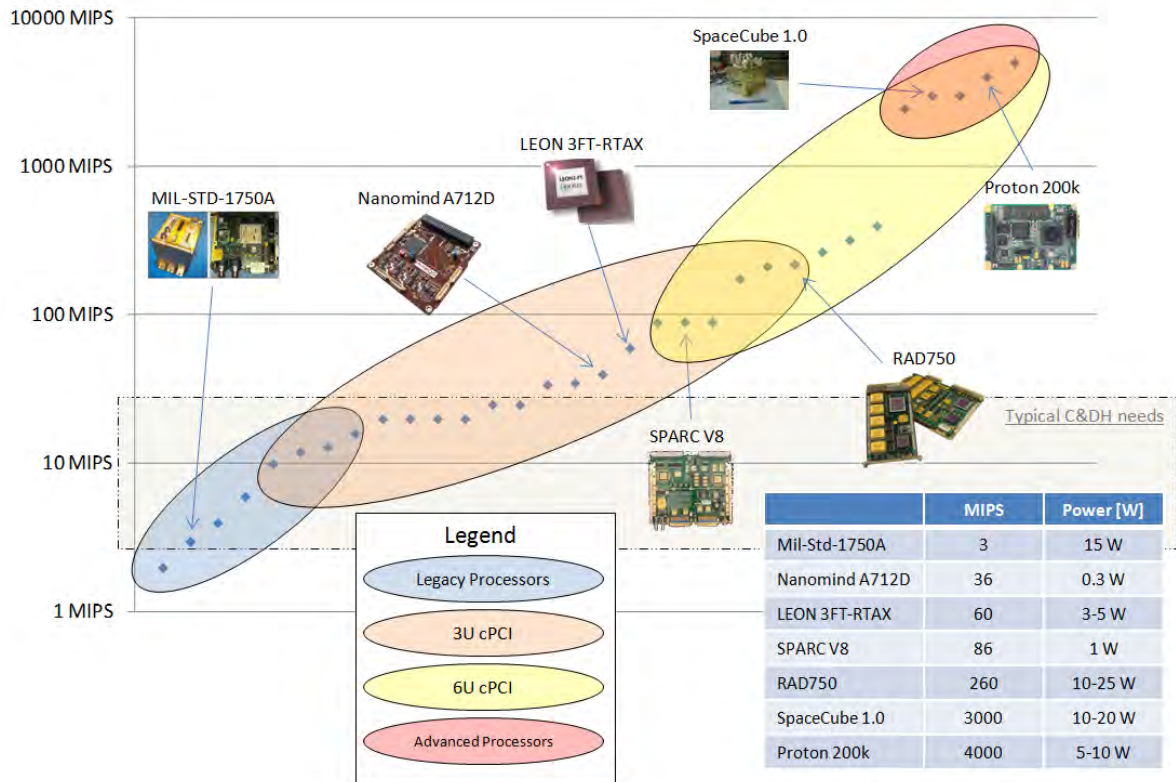 10000 MIPS
SpaceCube 1.0
1000 MIPS
LEON 3FT-RTAX
MIL-STD-1750A
Nanomind A712D
Proton 200k
100 MIPS
RAD750
Typical C&DH needs
SPARC V8
10 MIPS
1 MIPS
Legend
Legacy Processors
3U cPCI
6U cPCI
Advanced Processors
MIPS Power [W]
Mil-Std-1750A 3 15 W
Nanomind A712D 36 0.3 W
LEON 3FT-RTAX 60 3-5 W
SPARC V8 86 1 W
RAD750 260 10-25 W
SpaceCube 1.0 3000 10-20 W
Proton 200k 4000 5-10 W